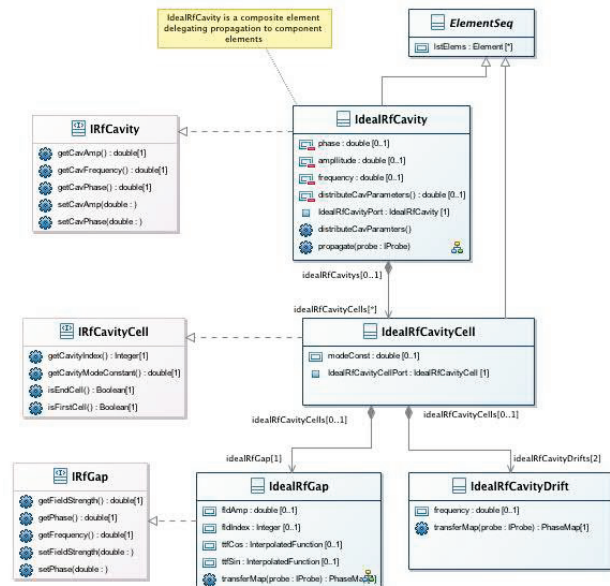 IdealRfCavity is a composite element
delegating propagation to component
elements
ElementSeq
lstElems : Element [*]
IRfCavity
getCavAmp() : double[1]
getCavFrequency() : double[1]
getCavPhase() : double[1]
setCavAmp(double : )
setCavPhase(double : )
IdealRfCavity
phase : double [0..1]
ampllitude : double [0..1]
frequency : double [0..1]
distributeCavParameters() : double [0..1]
IdealRfCavityPort : IdealRfCavity [1]
distributeCavParamters()
propagate(probe : IProbe)
idealRfCavitys[0..1]
idealRfCavityCells[*]
IRfCavityCell
getCavityIndex() : Integer[1]
getCavityModeConstant() : double[1]
isEndCell() : Boolean[1]
isFirstCell() : Boolean[1]
IdealRfCavityCell
modeConst : double [0..1]
IdealRfCavityCellPort : IdealRfCavityCell [1]
idealRfCavityCells[0..1]
idealRfCavityCells[0..1]
idealRfGap[1]
idealRfCavityDrifts[2]
IRfGap
getFieldStrength() : double[1]
getPhase() : double[1]
getFrequency() : double[1]
setFieldStrength(double : )
setPhase(double : )
IdealRfGap
fldAmp : double [0..1]
fldIndex : Integer [0..1]
ttfCos : InterpolatedFunction [0..1]
ttfSin : InterpolatedFunction [0..1]
transferMap(probe : IProbe) : PhaseMap[1]
IdealRfCavityDrift
frequency : double [0..1]
transferMap(probe : IProbe) : PhaseMap[1]